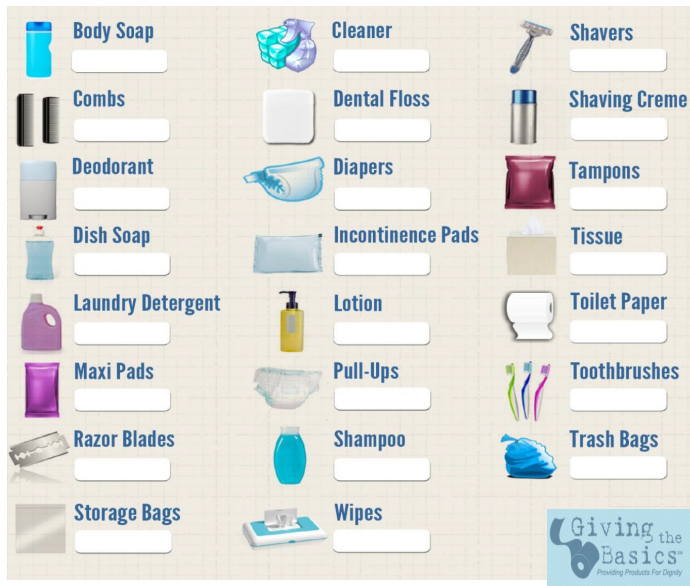 Body Soap
Combs
Deodorant
Dish Soap
Laundry Detergent
Maxi Pads
Razor Blades
Storage Bags
Cleaner
Dental Floss
Diapers
Incontinence Pads
Lotion
Pull-Ups
Shampoo
Wipes
Shavers
Shaving Creme
Tampons
Tissue
Toilet Paper
Toothbrushes
Trash Bags
Giving the
Basics™
Providing Products For Dignity